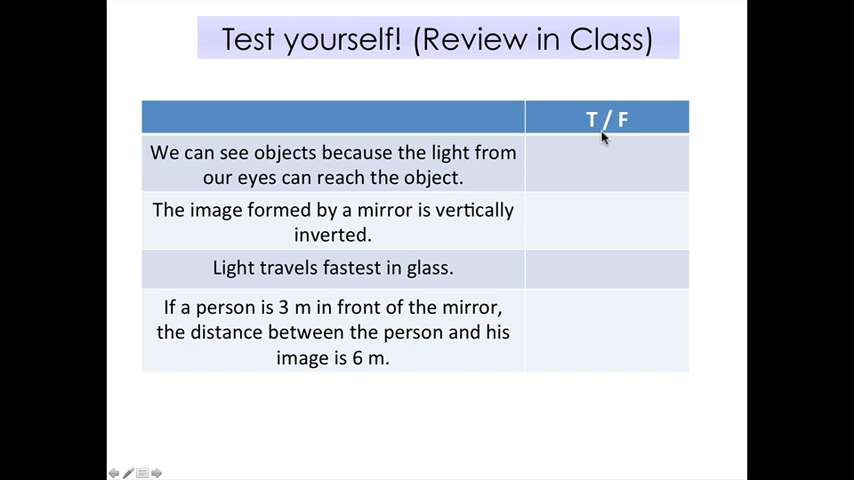 Test yourself! (Review in Class)
T / F
We can see objects because the light from
our eyes can reach the object.
The image formed by a mirror is vertically
inverted.
Light travels fastest in glass.
If a person is 3 m in front of the mirror,
the distance between the person and his
image is 6 m.